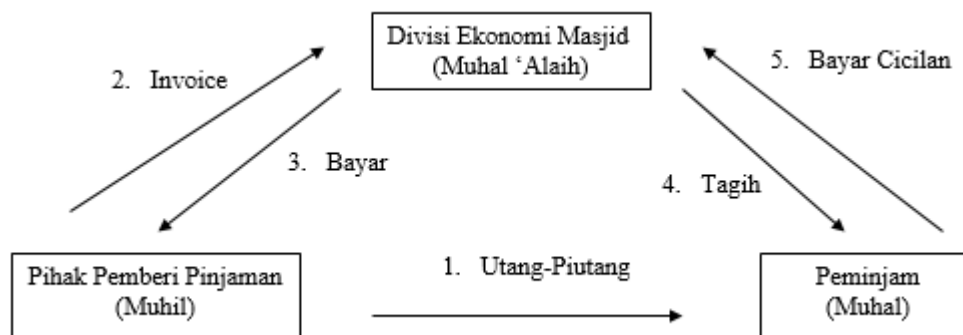 Divisi Ekonomi Masjid
(Muhal ‘Alaih)
2. Invoice
5. Bayar Cicilan
3. Bayar
4. Tagih
Pihak Pemberi Pinjaman
(Muhil)
1. Utang-Piutang
Peminjam
(Muhal)